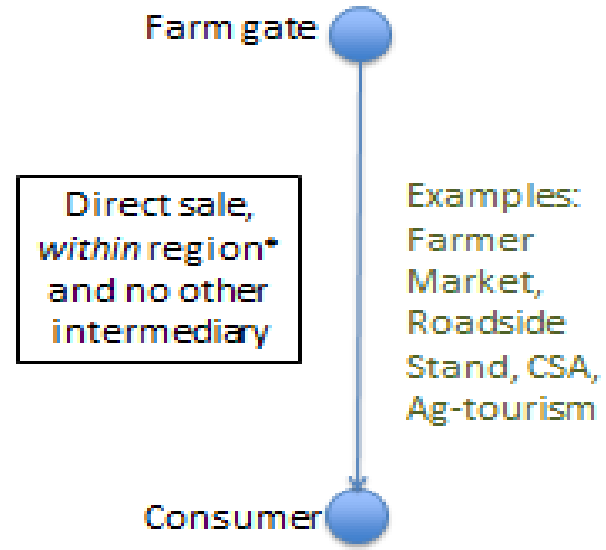 Farm gate
Direct sale,
within region*
and no other
intermediary
Examples:
Farmer
Market,
Roadside
Stand, CSA,
Ag-tourism
Consumer